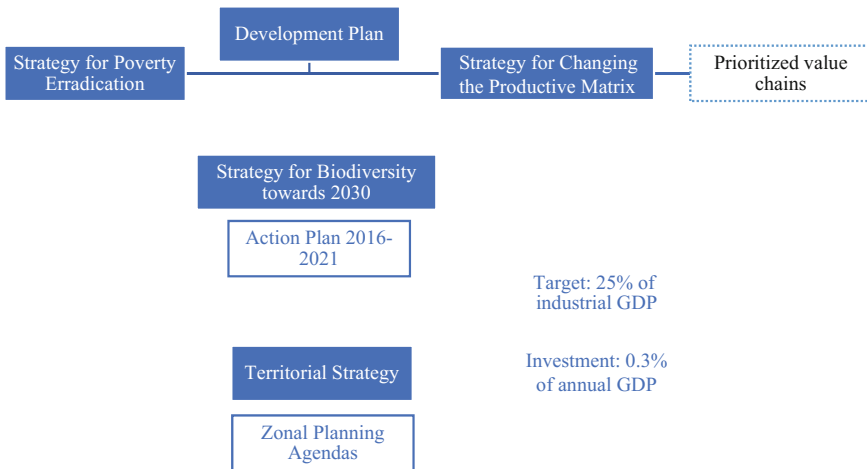 Development Plan
Strategy for Poverty
Erradication
Strategy for Changing
the Productive Matrix
Prioritized value
chains
Strategy for Biodiversity
towards 2030
Action Plan 2016-
2021
Target: 25% of
industrial GDP
Territorial Strategy
Investment: 0.3%
of annual GDP
Zonal Planning
Agendas